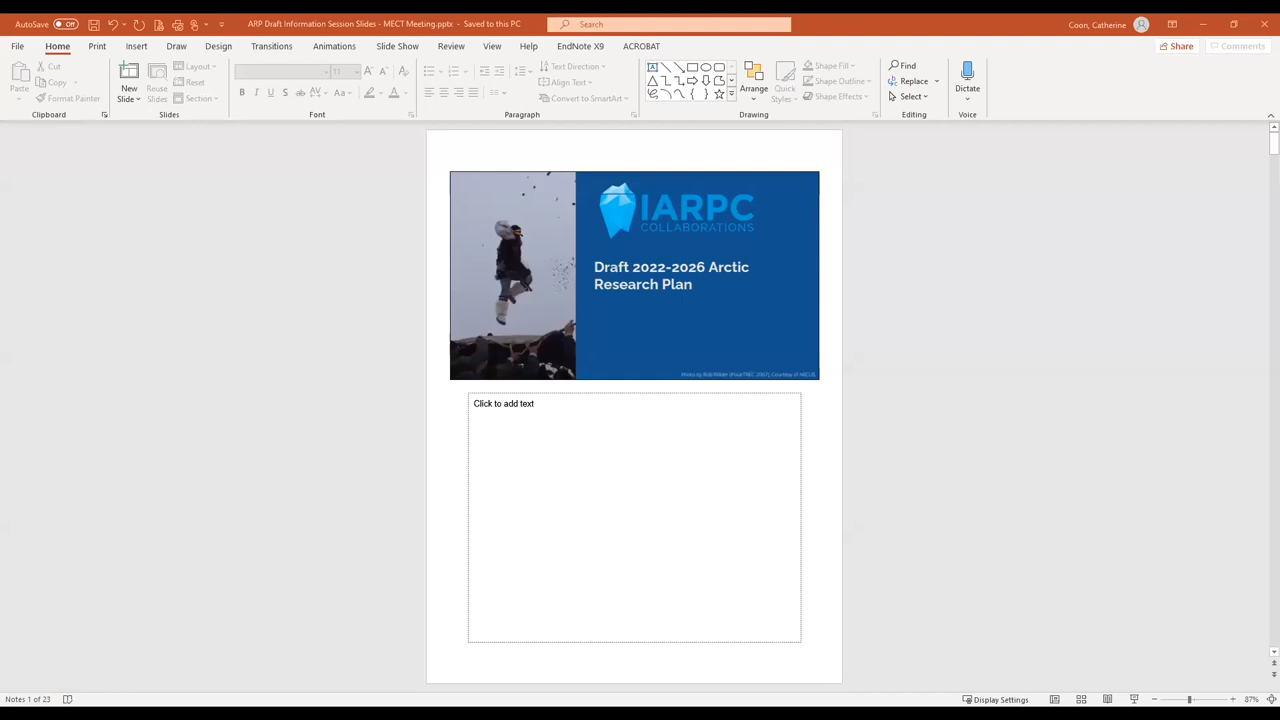 AutoSave Off ARP Draft Information Session Slides - MECT Meeting.pptx - Saved to this PC Search Coon, Catherine
File Home Print Insert Draw Design Transitions Animations Slide Show Review View Help EndNote X9 ACROBAT Share Comments
Paste
Cut
Copy
Format Painter
Clipboard
New
Slide
Reuse
Slides
Layout
Reset
Section
Slides
11
B I U S ab AV Aa A
Font
Text Direction
Align Text
Convert to SmartArt
Paragraph
Arrange
Quick
Styles
Shape Fill
Shape Outline
Shape Effects
Drawing
Find
Replace
Select
Editing
Dictate
Voice
IARPC
COLLABORATIONS
Draft 2022-2026 Arctic
Research Plan
Click to add text
Notes 1 of 23 Display Settings 87%